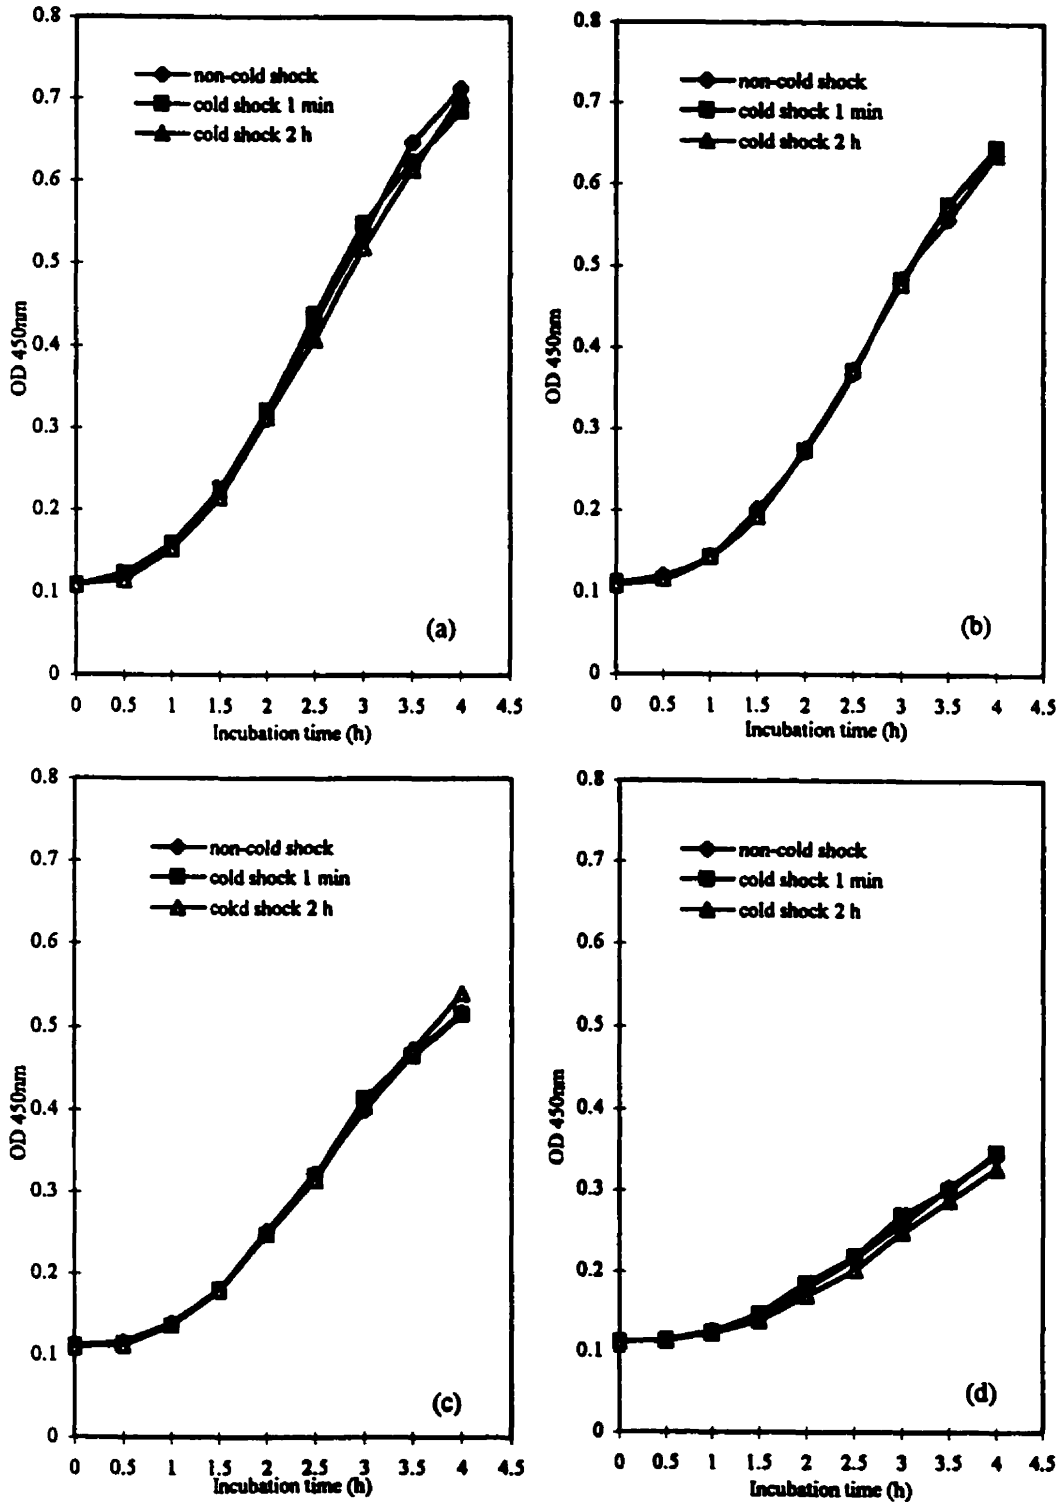 0.8
0.7
0.6
0.5
0.4
0.3
0.2
0.1
0
OD 450nm
non-cold shock
cold shock 1 min
cold shock 2 h
(a)
0 0.5 1 1.5 2 2.5 3 3.5 4 4.5
Incubation time (h)
0.8
0.7
0.6
0.5
0.4
0.3
0.2
0.1
0
OD 450nm
non-cold shock
cold shock 1 min
cold shock 2 h
(b)
0 0.5 1 1.5 2 2.5 3 3.5 4 4.5
Incubation time (h)
0.8
0.7
0.6
0.5
0.4
0.3
0.2
0.1
0
OD 450nm
non-cold shock
cold shock 1 min
cokd shock 2 h
(c)
0 0.5 1 1.5 2 2.5 3 3.5 4 4.5
Incubation time (h)
0.8
0.7
0.6
0.5
0.4
0.3
0.2
0.1
0
OD 450nm
non-cold shock
cold shock 1 min
cold shock 2 h
(d)
0 0.5 1 1.5 2 2.5 3 3.5 4 4.5
Incubation time (h)